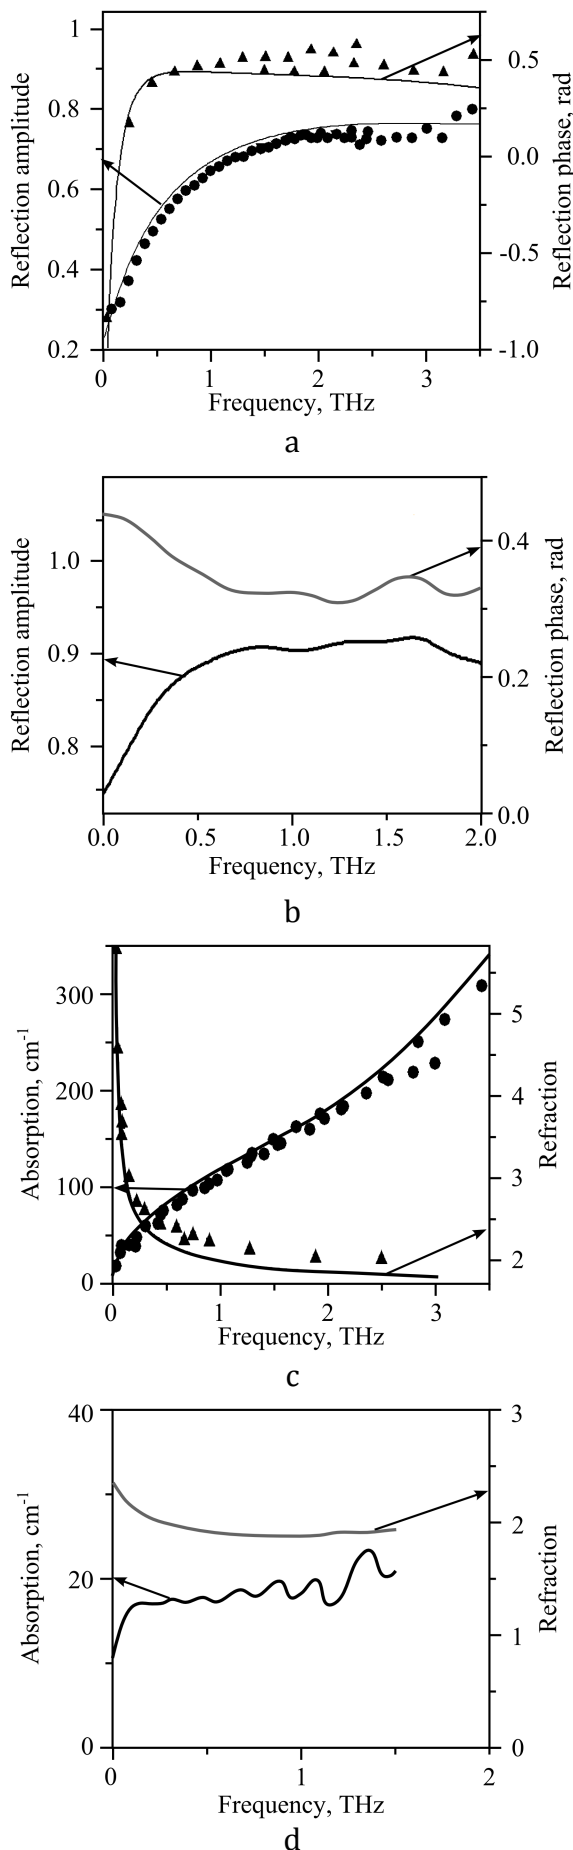 1
0.8
0.6
0.4
0.2
Reflection amplitude
0.5
0.0
-0.5
-1.0
Reflection phase, rad
0 1 2 3
Frequency, THz
a
1.0
0.9
0.8
Reflection amplitude
0.4
0.2
0.0
Reflection phase, rad
0.0 0.5 1.0 1.5 2.0
Frequency, THz
b
300
200
100
0
Absorption, cm-1
5
4
3
2
Refraction
0 1 2 3
Frequency, THz
c
40
20
0
Absorption, cm-1
3
2
1
0
Refraction
0 1 2
Frequency, THz
d